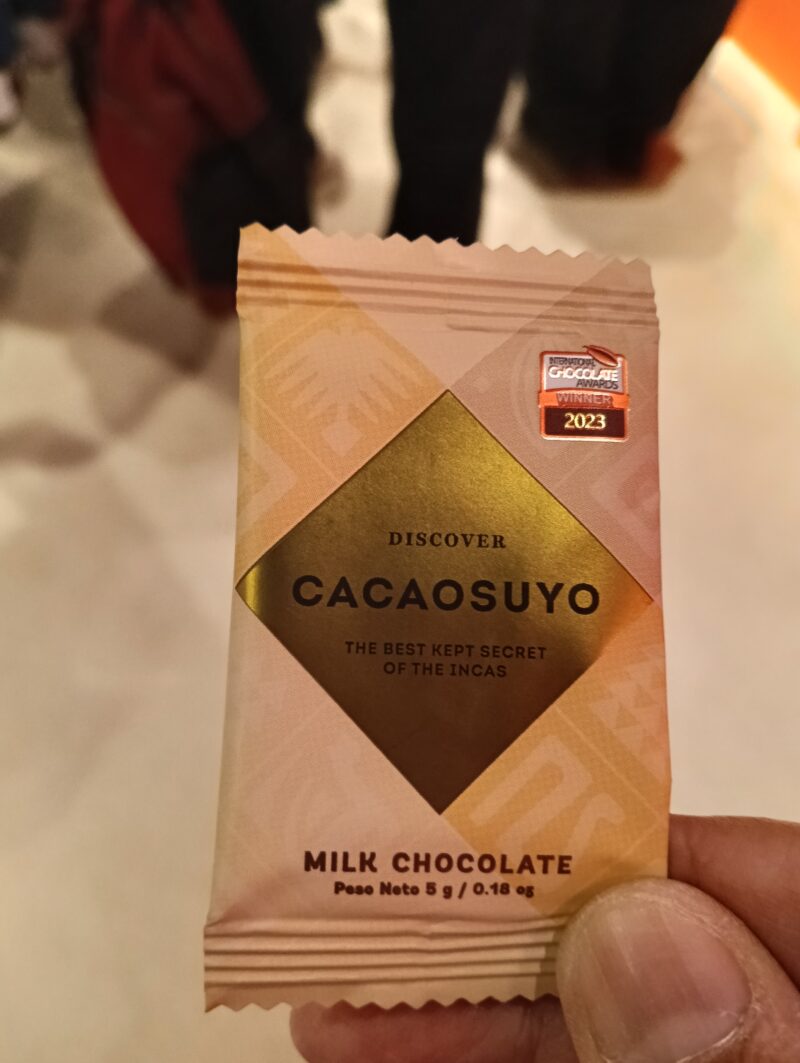 INTERNATIONAL
CHOCOLATE
AWARDS
WINNER
2023
DISCOVER
CACAOSUYO
THE BEST KEPT SECRET
OF THE INCAS
MILK CHOCOLATE
Peso Neto 5 g / 0.18 oz